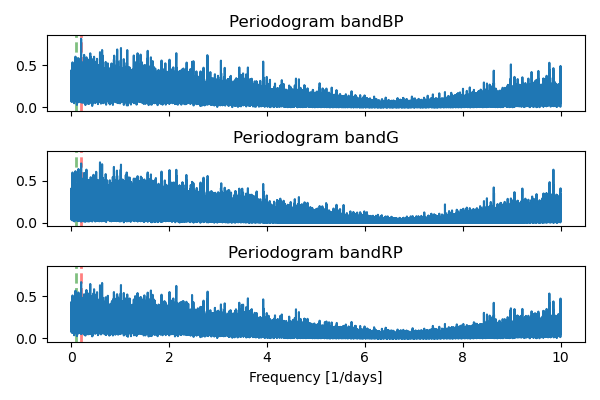 Periodogram bandBP
0.5
0.0
Periodogram bandG
0.5
0.0
Periodogram bandRP
0.5
0.0
0 2 4 6 8 10
Frequency [1/days]